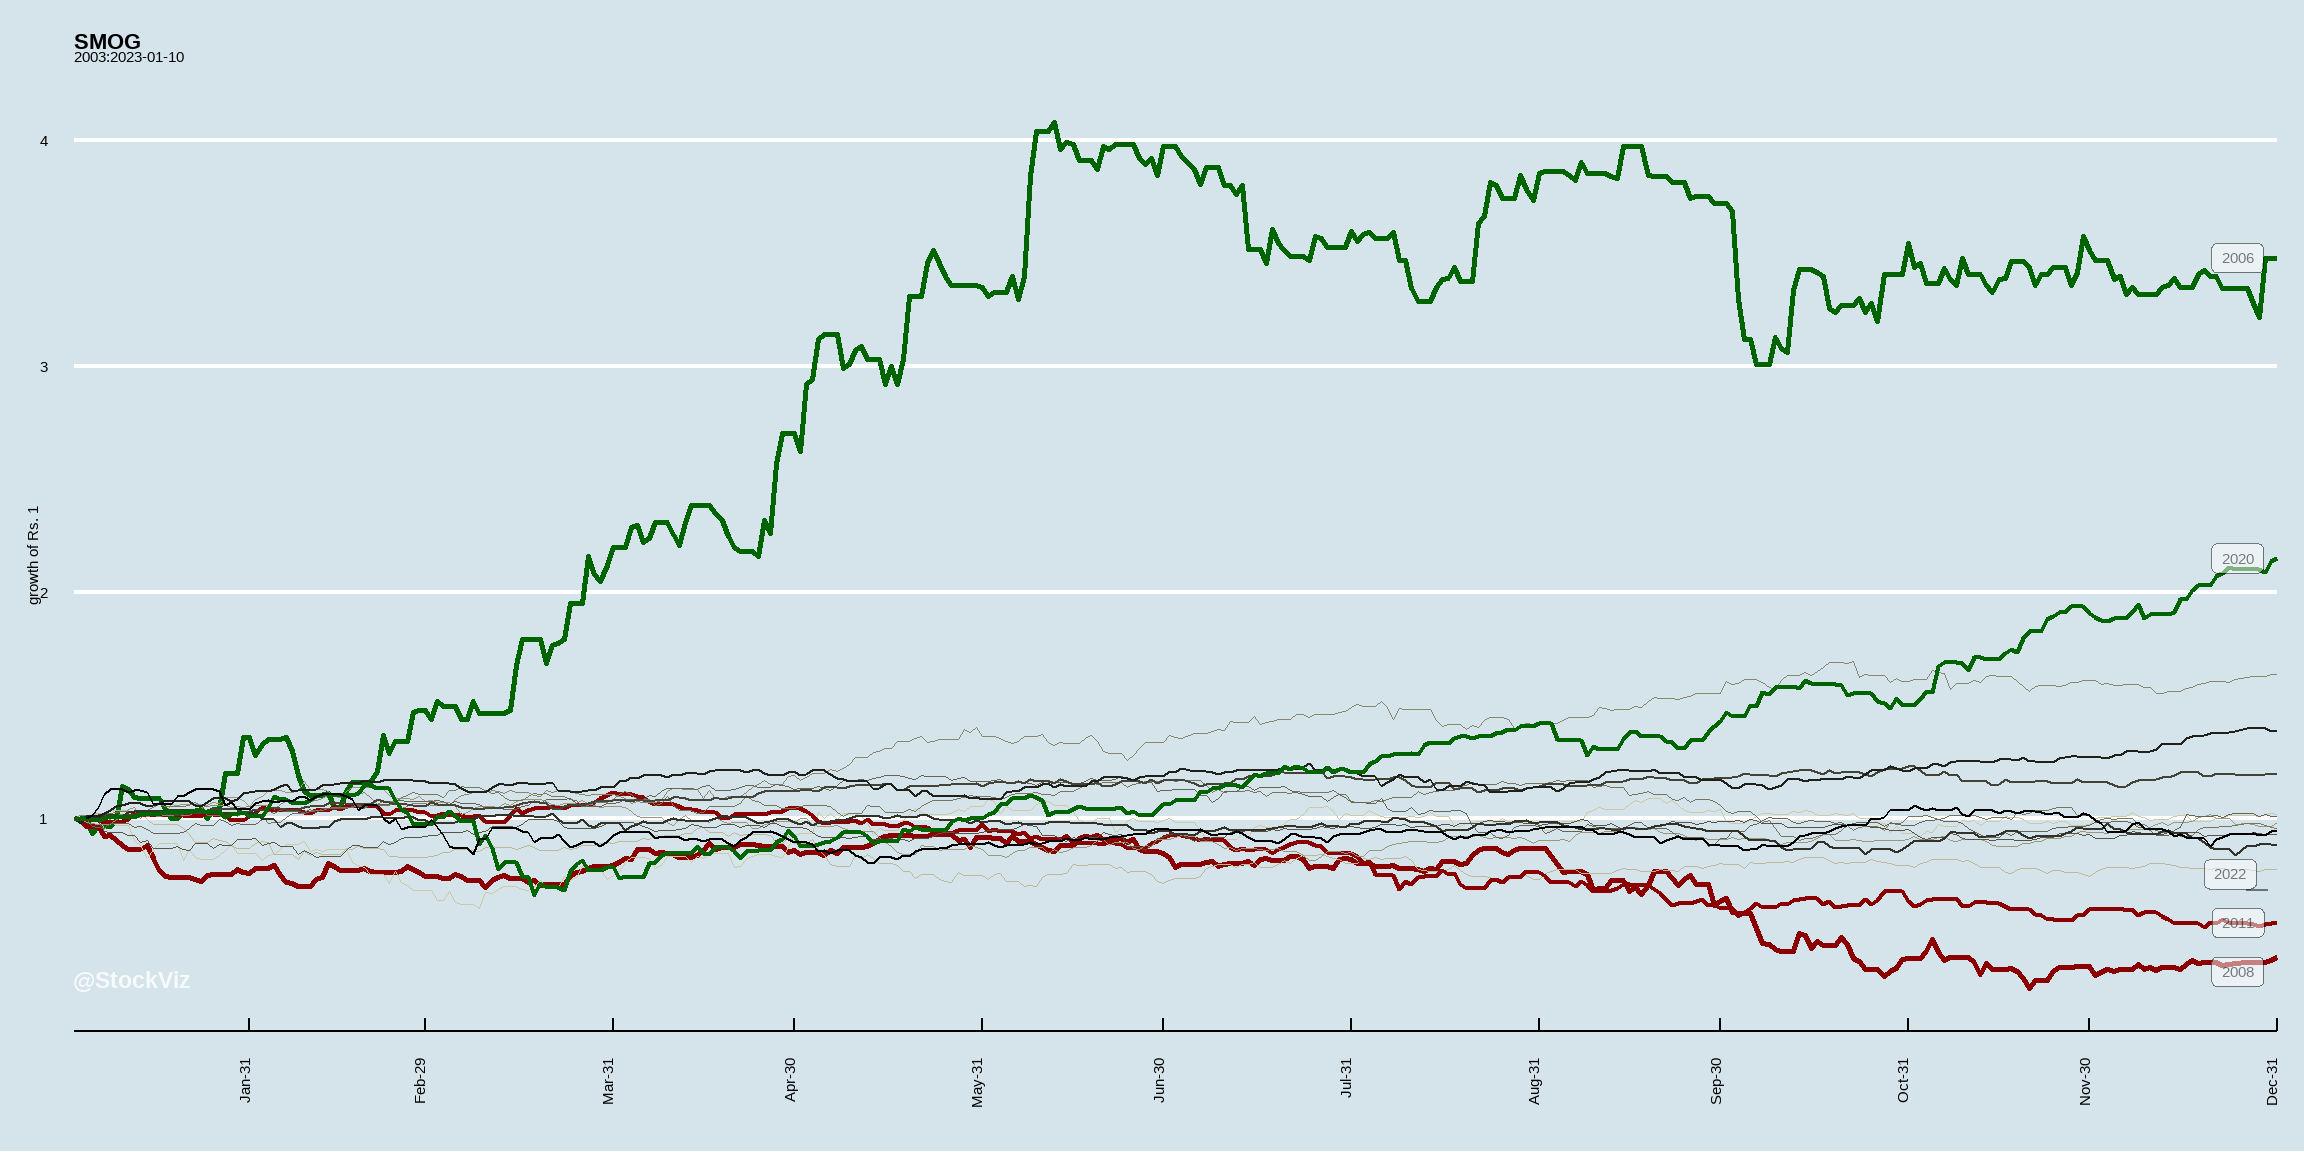 SMOG
2003:2023-01-10
growth of Rs. 1
4
3
2
1
2006
2020
2022
2011
2008
@StockViz
Jan-31
Feb-29
Mar-31
Apr-30
May-31
Jun-30
Jul-31
Aug-31
Sep-30
Oct-31
Nov-30
Dec-31